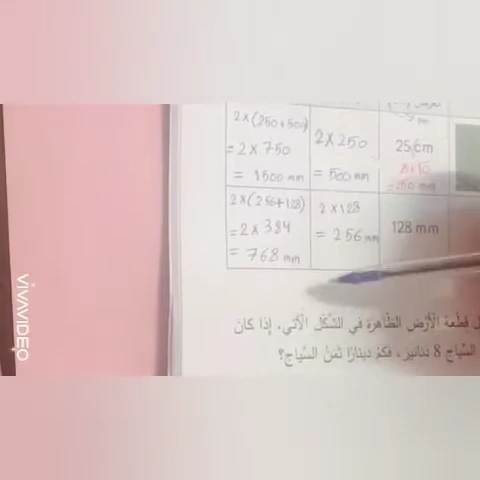 2×(250+500)
= 2 × 750
= 1500 mm
2×250
= 500 mm
25 cm
= 250 mm
2×(256+128)
= 2 × 384
= 768 mm
2 × 128
= 256 mm
128 mm
قطعة الأرض الظاهرة في الشكل الآتي. إذا كان
السياج 8 دنانير، فكم دينارًا ثمن السياج؟
VIVAVIDEO